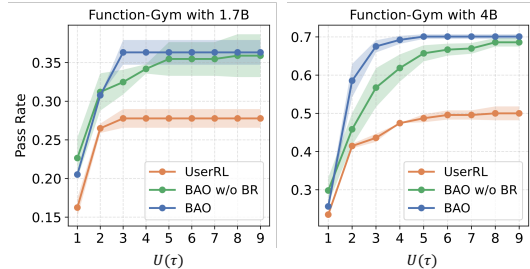 Function-Gym with 1.7B
Pass Rate
0.35
0.30
0.25
0.20
0.15
UserRL
BAO w/o BR
BAO
1 2 3 4 5 6 7 8 9
U(τ)
Function-Gym with 4B
0.7
0.6
0.5
0.4
0.3
UserRL
BAO w/o BR
BAO
1 2 3 4 5 6 7 8 9
U(τ)